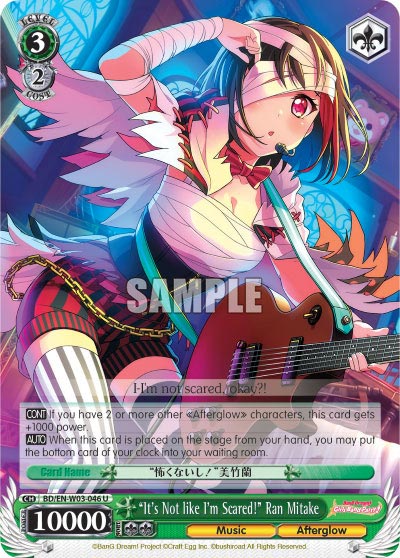 LEVEL
3
2
COST
SAMPLE
I-I'm not scared, okay?!
CONT If you have 2 or more other «Afterglow» characters, this card gets
+1000 power.
AUTO When this card is placed on the stage from your hand, you may put
the bottom card of your clock into your waiting room.
Card Name
"怖くないし!"美竹蘭
CH BD/EN-W03-046 U
"It's Not like I'm Scared!" Ran Mitake
10000
Music
Afterglow
©BanG Dream! Project ©Craft Egg Inc. ©bushiroad All Rights Reserved.